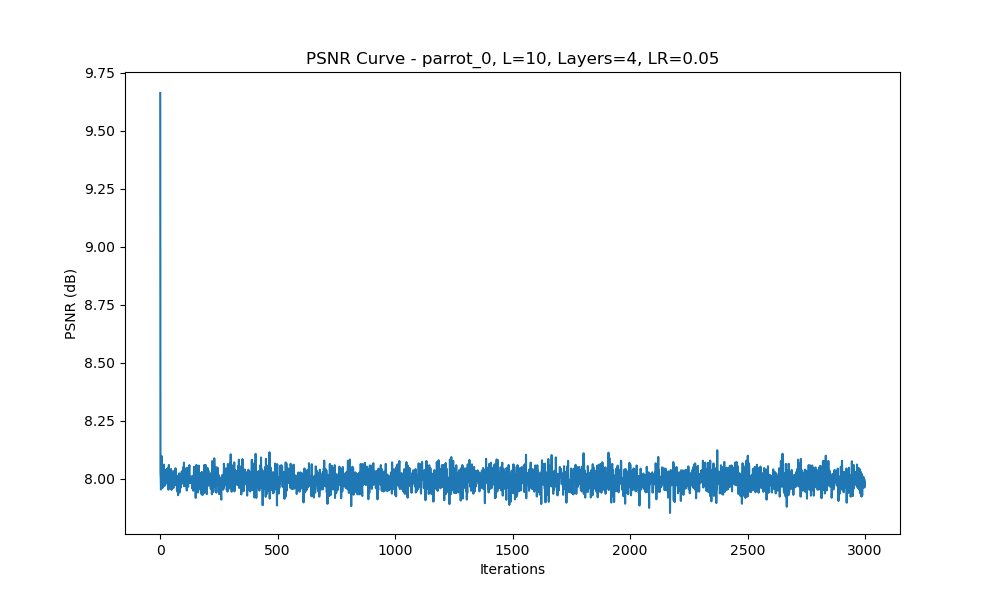 PSNR Curve - parrot_0, L=10, Layers=4, LR=0.05
PSNR (dB)
9.75
9.50
9.25
9.00
8.75
8.50
8.25
8.00
0 500 1000 1500 2000 2500 3000
Iterations